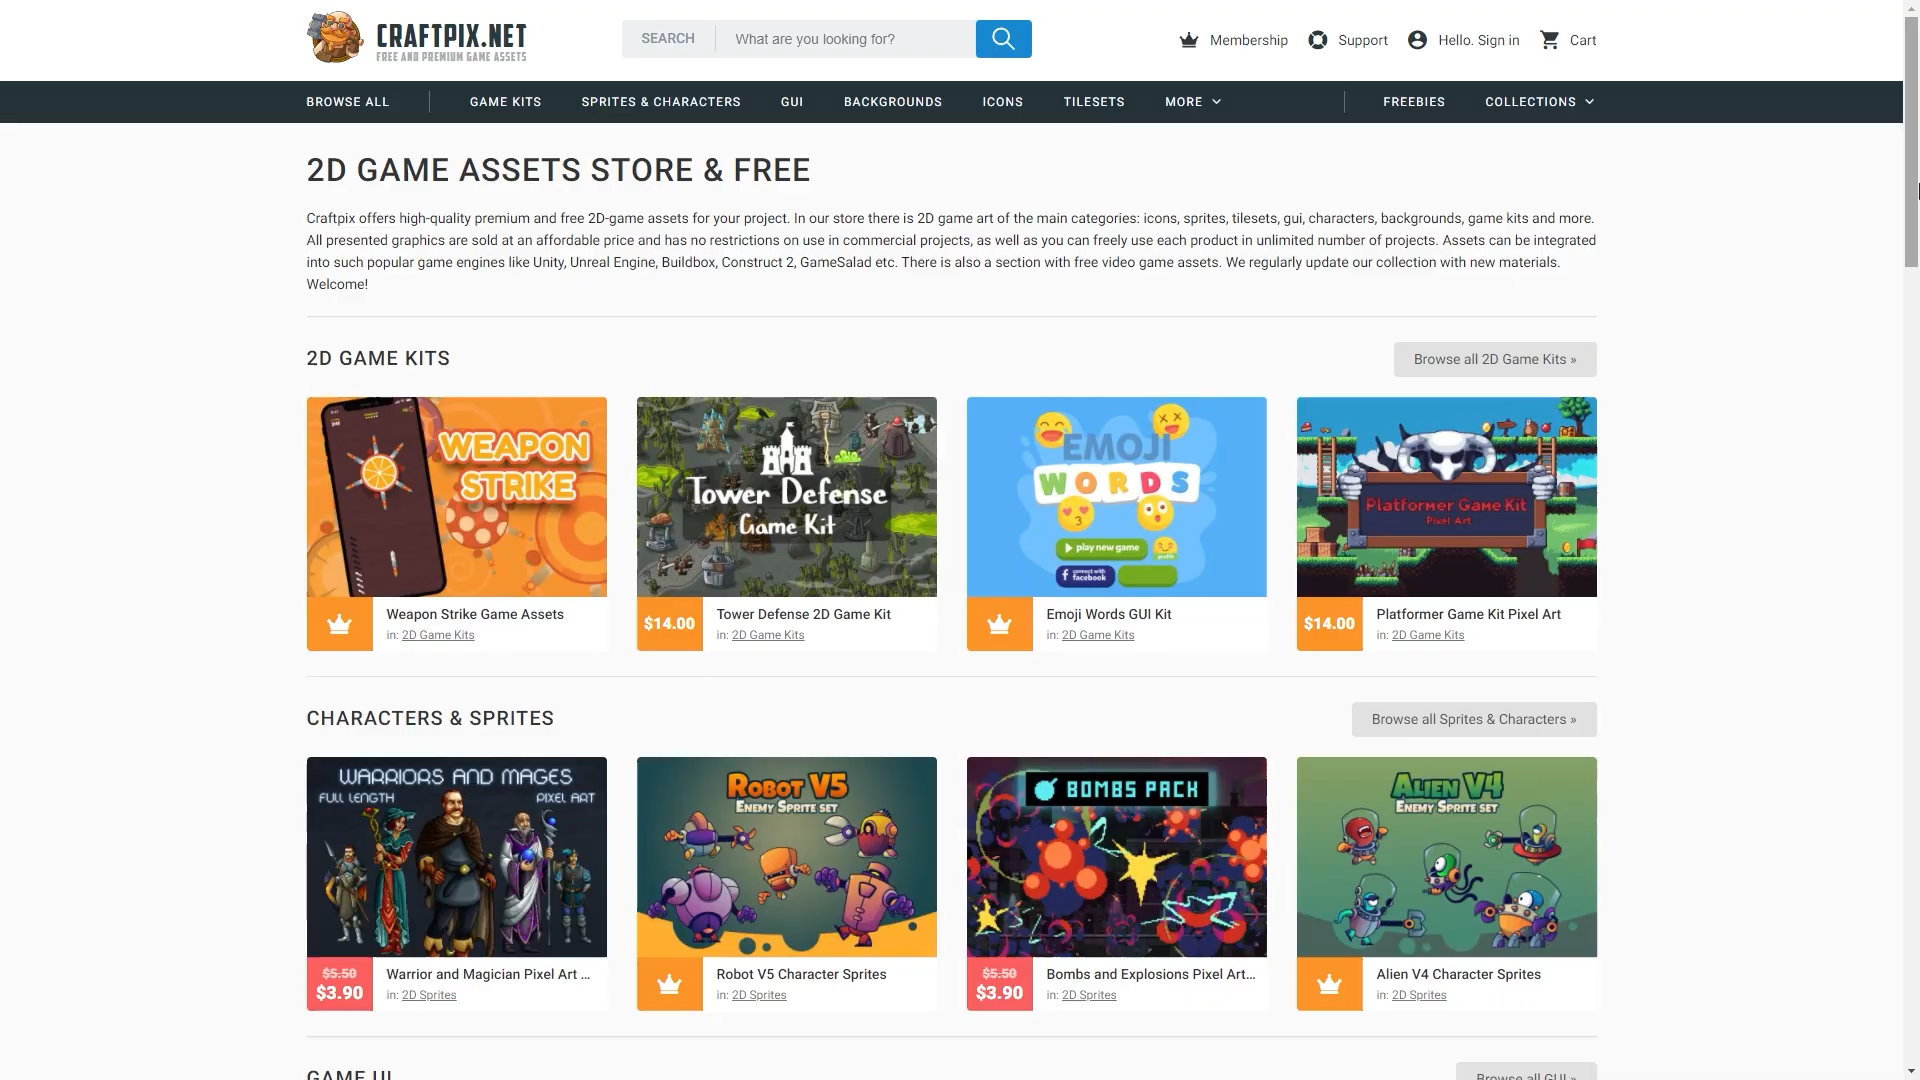 CRAFTPIX.NET
FREE AND PREMIUM GAME ASSETS
SEARCH
What are you looking for?
Membership
Support
Hello. Sign in
Cart
BROWSE ALL
GAME KITS
SPRITES & CHARACTERS
GUI
BACKGROUNDS
ICONS
TILESETS
MORE
FREEBIES
COLLECTIONS
2D GAME ASSETS STORE & FREE
Craftpix offers high-quality premium and free 2D-game assets for your project. In our store there is 2D game art of the main categories: icons, sprites, tilesets, gui, characters, backgrounds, game kits and more.
All presented graphics are sold at an affordable price and has no restrictions on use in commercial projects, as well as you can freely use each product in unlimited number of projects. Assets can be integrated
into such popular game engines like Unity, Unreal Engine, Buildbox, Construct 2, GameSalad etc. There is also a section with free video game assets. We regularly update our collection with new materials.
Welcome!
2D GAME KITS
Browse all 2D Game Kits »
WEAPON
STRIKE
Tower Defense
Game Kit
EMOJI
WORDS
play new game
connect with
facebook
Platformer Game Kit
Pixel Art
Weapon Strike Game Assets
in: 2D Game Kits
$14.00
Tower Defense 2D Game Kit
in: 2D Game Kits
Emoji Words GUI Kit
in: 2D Game Kits
$14.00
Platformer Game Kit Pixel Art
in: 2D Game Kits
CHARACTERS & SPRITES
Browse all Sprites & Characters »
WARRIORS AND MAGES
FULL LENGTH
PIXEL ART
ROBOT V5
ENEMY SPRITE SET
BOMBS PACK
ALIEN V4
ENEMY SPRITE SET
$5.50
$3.90
Warrior and Magician Pixel Art ...
in: 2D Sprites
Robot V5 Character Sprites
in: 2D Sprites
$5.50
$3.90
Bombs and Explosions Pixel Art...
in: 2D Sprites
Alien V4 Character Sprites
in: 2D Sprites
GAME UI
Browse all GUI »